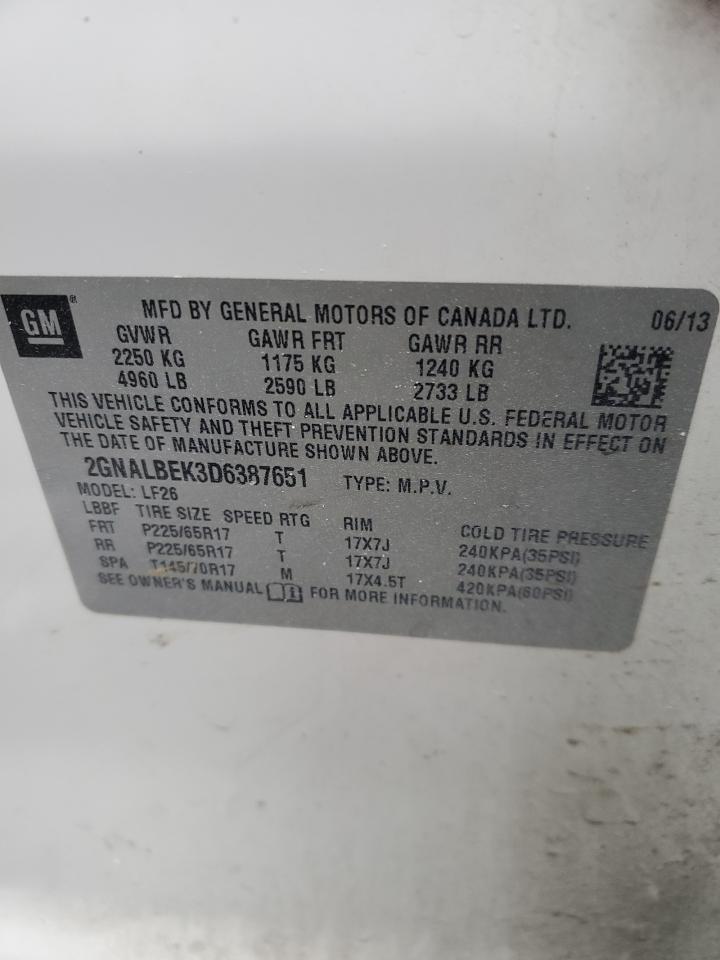 GM ® MFD BY GENERAL MOTORS OF CANADA LTD. 06/13
GVWR GAWR FRT GAWR RR
2250 KG 1175 KG 1240 KG
4960 LB 2590 LB 2733 LB
THIS VEHICLE CONFORMS TO ALL APPLICABLE U.S. FEDERAL MOTOR
VEHICLE SAFETY AND THEFT PREVENTION STANDARDS IN EFFECT ON
THE DATE OF MANUFACTURE SHOWN ABOVE.
2GNALBEK3D6387651 TYPE: M.P.V.
MODEL: LF26
LBBF TIRE SIZE SPEED RTG RIM COLD TIRE PRESSURE
FRT P225/65R17 T 17X7J 240KPA(35PSI)
RR P225/65R17 T 17X7J 240KPA(35PSI)
SPA T145/70R17 M 17X4.5T 420KPA(60PSI)
SEE OWNER'S MANUAL FOR MORE INFORMATION.